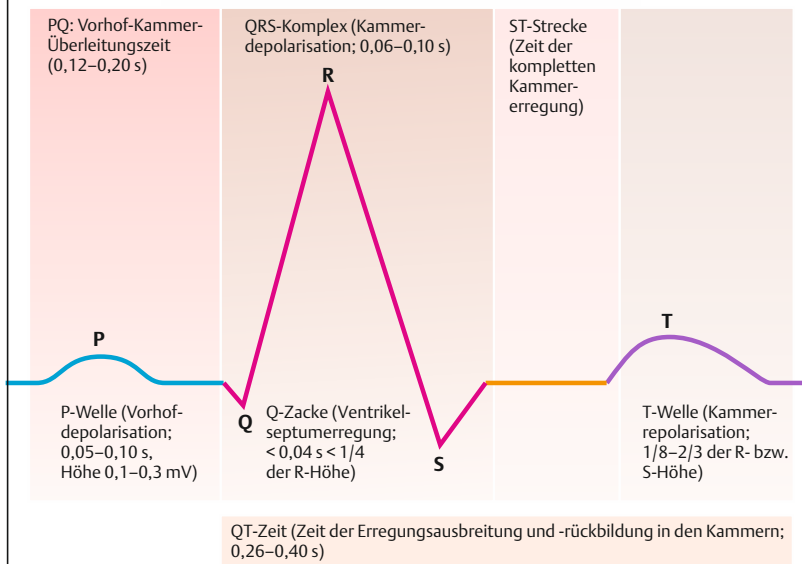 PQ: Vorhof-Kammer-
Überleitungszeit
(0,12–0,20 s)
QRS-Komplex (Kammer-
depolarisation; 0,06–0,10 s)
ST-Strecke
(Zeit der
kompletten
Kammer-
erregung)
R
P
T
Q
S
P-Welle (Vorhof-
depolarisation;
0,05–0,10 s,
Höhe 0,1–0,3 mV)
Q-Zacke (Ventrikel-
septumerregung;
< 0,04 s < 1/4
der R-Höhe)
T-Welle (Kammer-
repolarisation;
1/8–2/3 der R- bzw.
S-Höhe)
QT-Zeit (Zeit der Erregungsausbreitung und -rückbildung in den Kammern;
0,26–0,40 s)